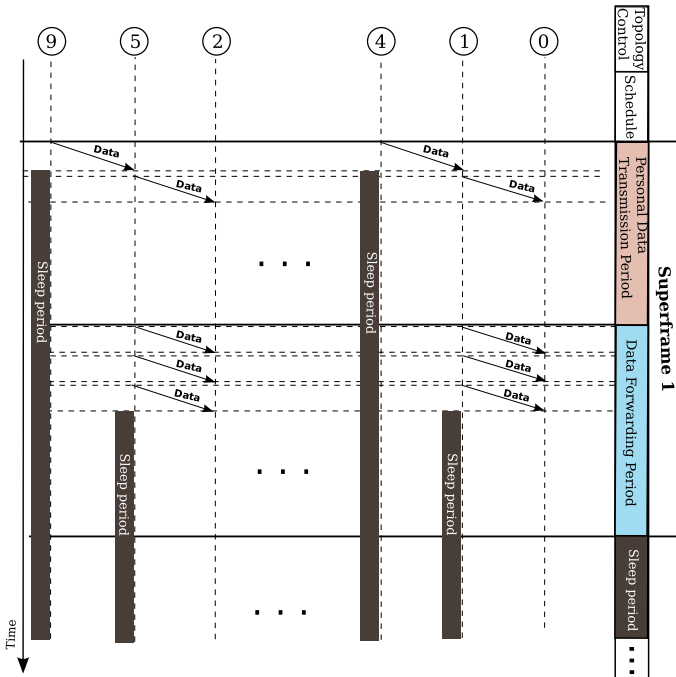 9 5 2 4 1 0
Topology
Control
Schedule
Data
Data
Data
Data
Personal Data
Transmission Period
Sleep period
. . .
Sleep period
Superframe 1
Data
Data
Data
Data
Data
Data
Data Forwarding Period
Sleep period
. . .
Sleep period
. . .
Sleep period
Time
. . .